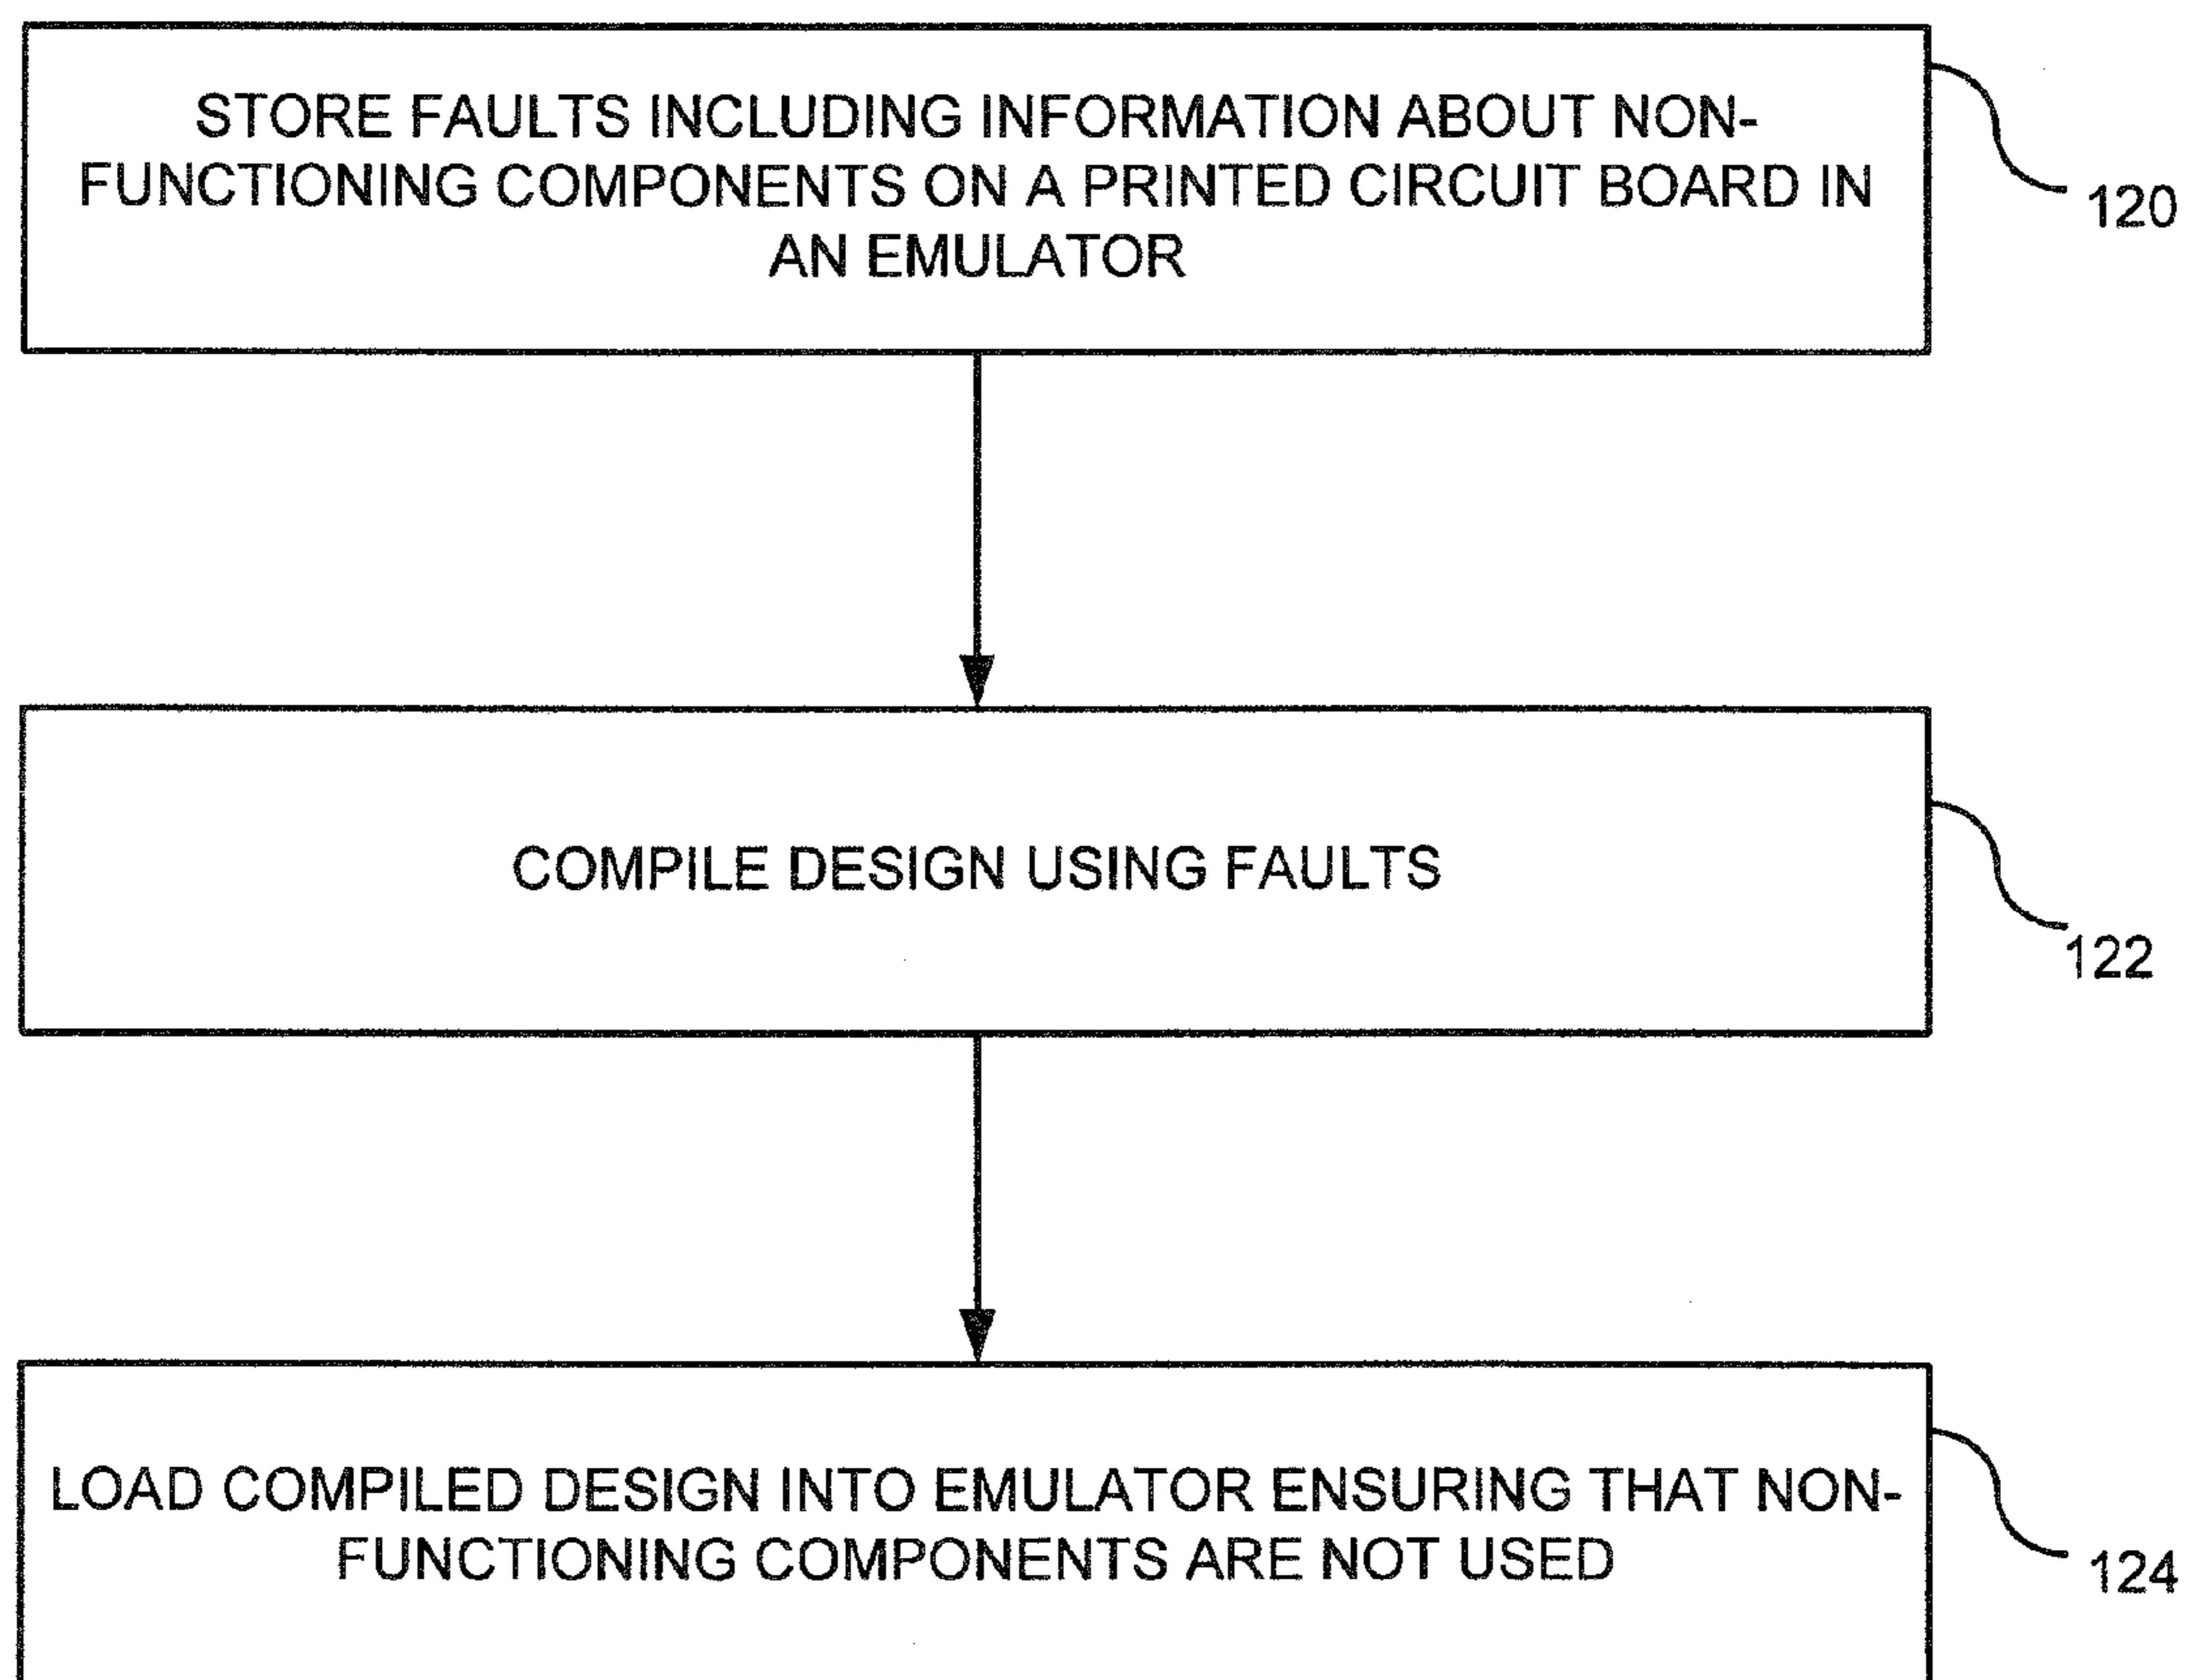 STORE FAULTS INCLUDING INFORMATION ABOUT NON-
FUNCTIONING COMPONENTS ON A PRINTED CIRCUIT BOARD IN
AN EMULATOR
120
COMPILE DESIGN USING FAULTS
122
LOAD COMPILED DESIGN INTO EMULATOR ENSURING THAT NON-
FUNCTIONING COMPONENTS ARE NOT USED
124